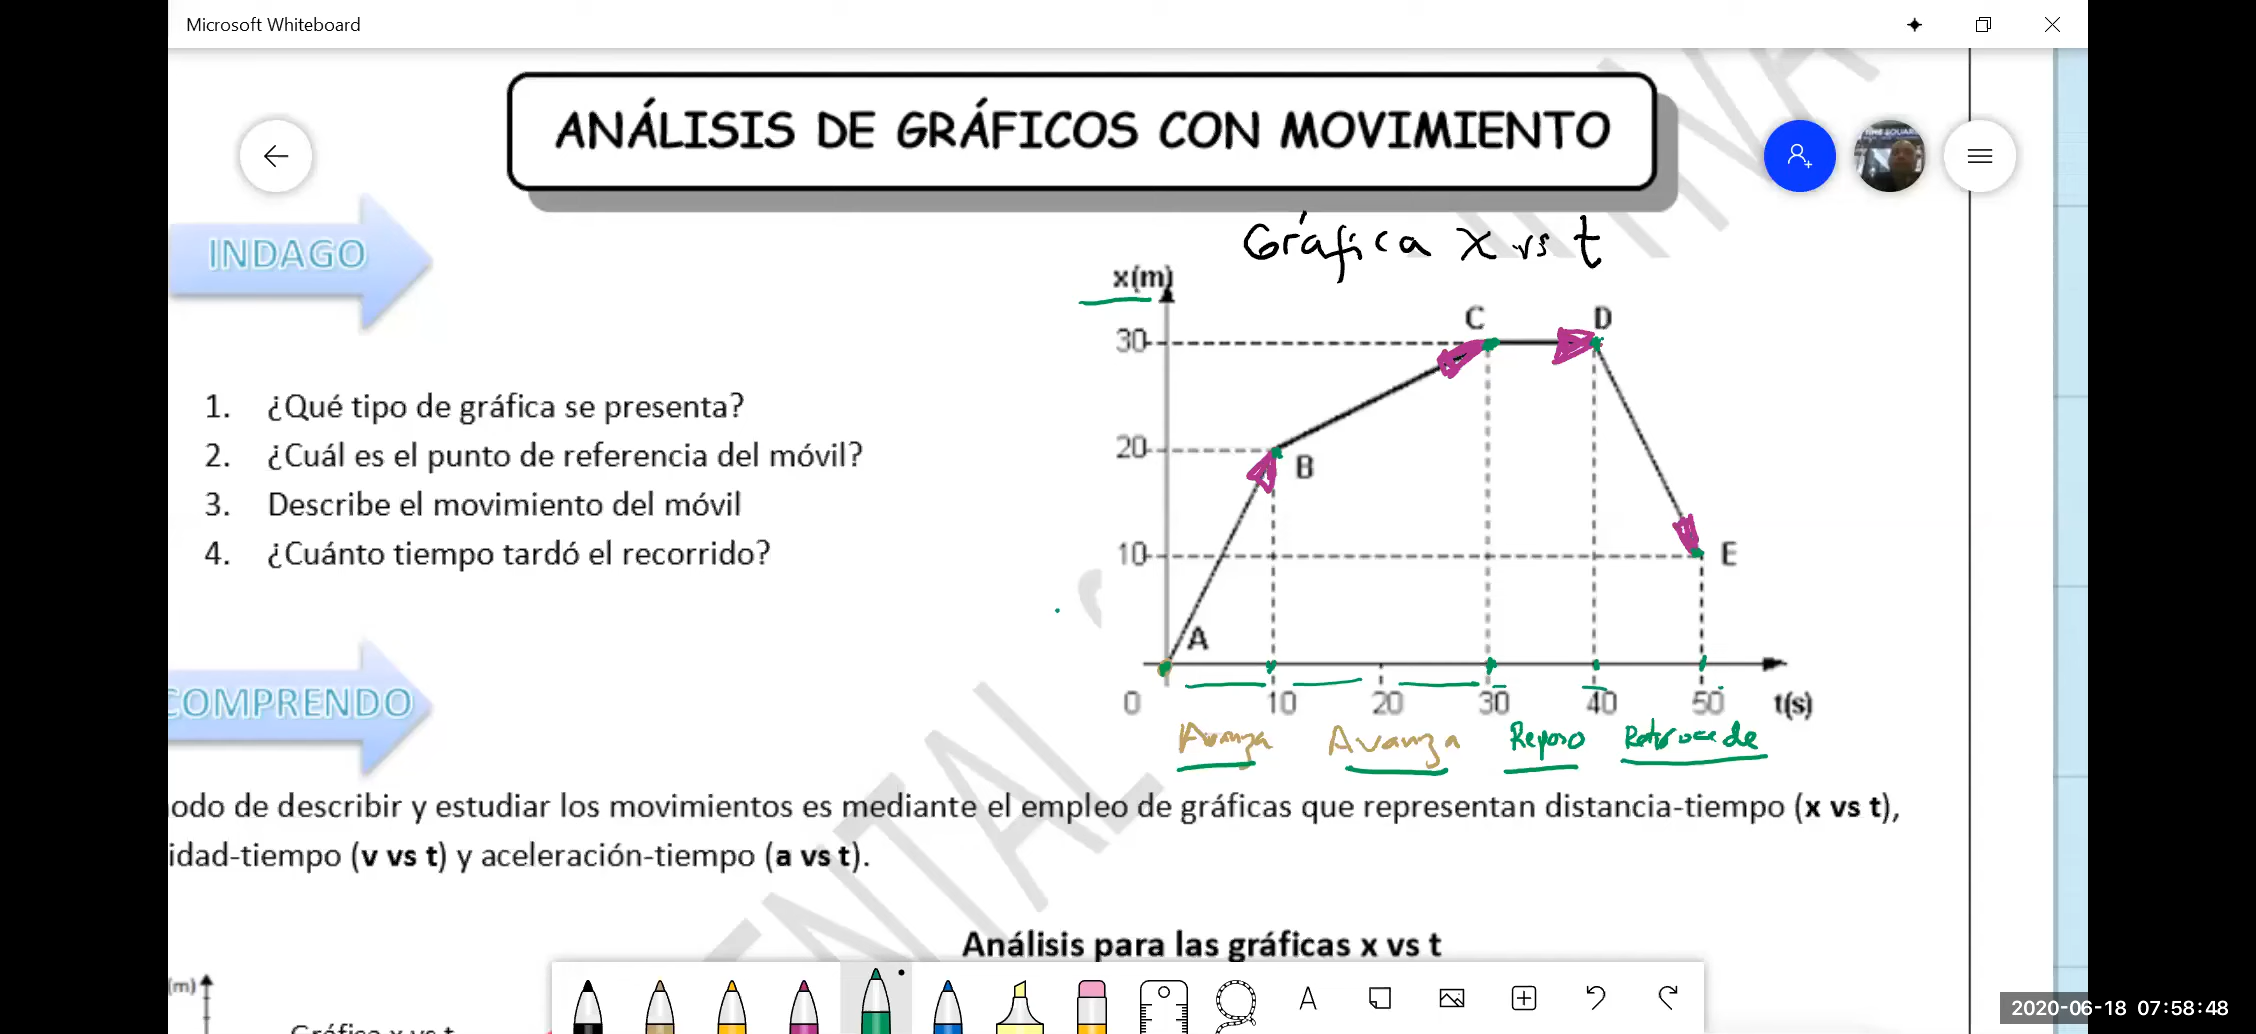 Microsoft Whiteboard
ANÁLISIS DE GRÁFICOS CON MOVIMIENTO
INDAGO
Gráfica x vs t
x(m)
C
D
30
1. ¿Qué tipo de gráfica se presenta?
2. ¿Cuál es el punto de referencia del móvil?
3. Describe el movimiento del móvil
4. ¿Cuánto tiempo tardó el recorrido?
20
B
10
E
A
0 10 20 30 40 50 t(s)
COMPRENDO
Avanza Avanza Reposo Retrocede
odo de describir y estudiar los movimientos es mediante el empleo de gráficas que representan distancia-tiempo (x vs t),
idad-tiempo (v vs t) y aceleración-tiempo (a vs t).
ENTAL
Análisis para las gráficas x vs t
(m)
Gráfica x vs t
2020-06-18 07:58:48